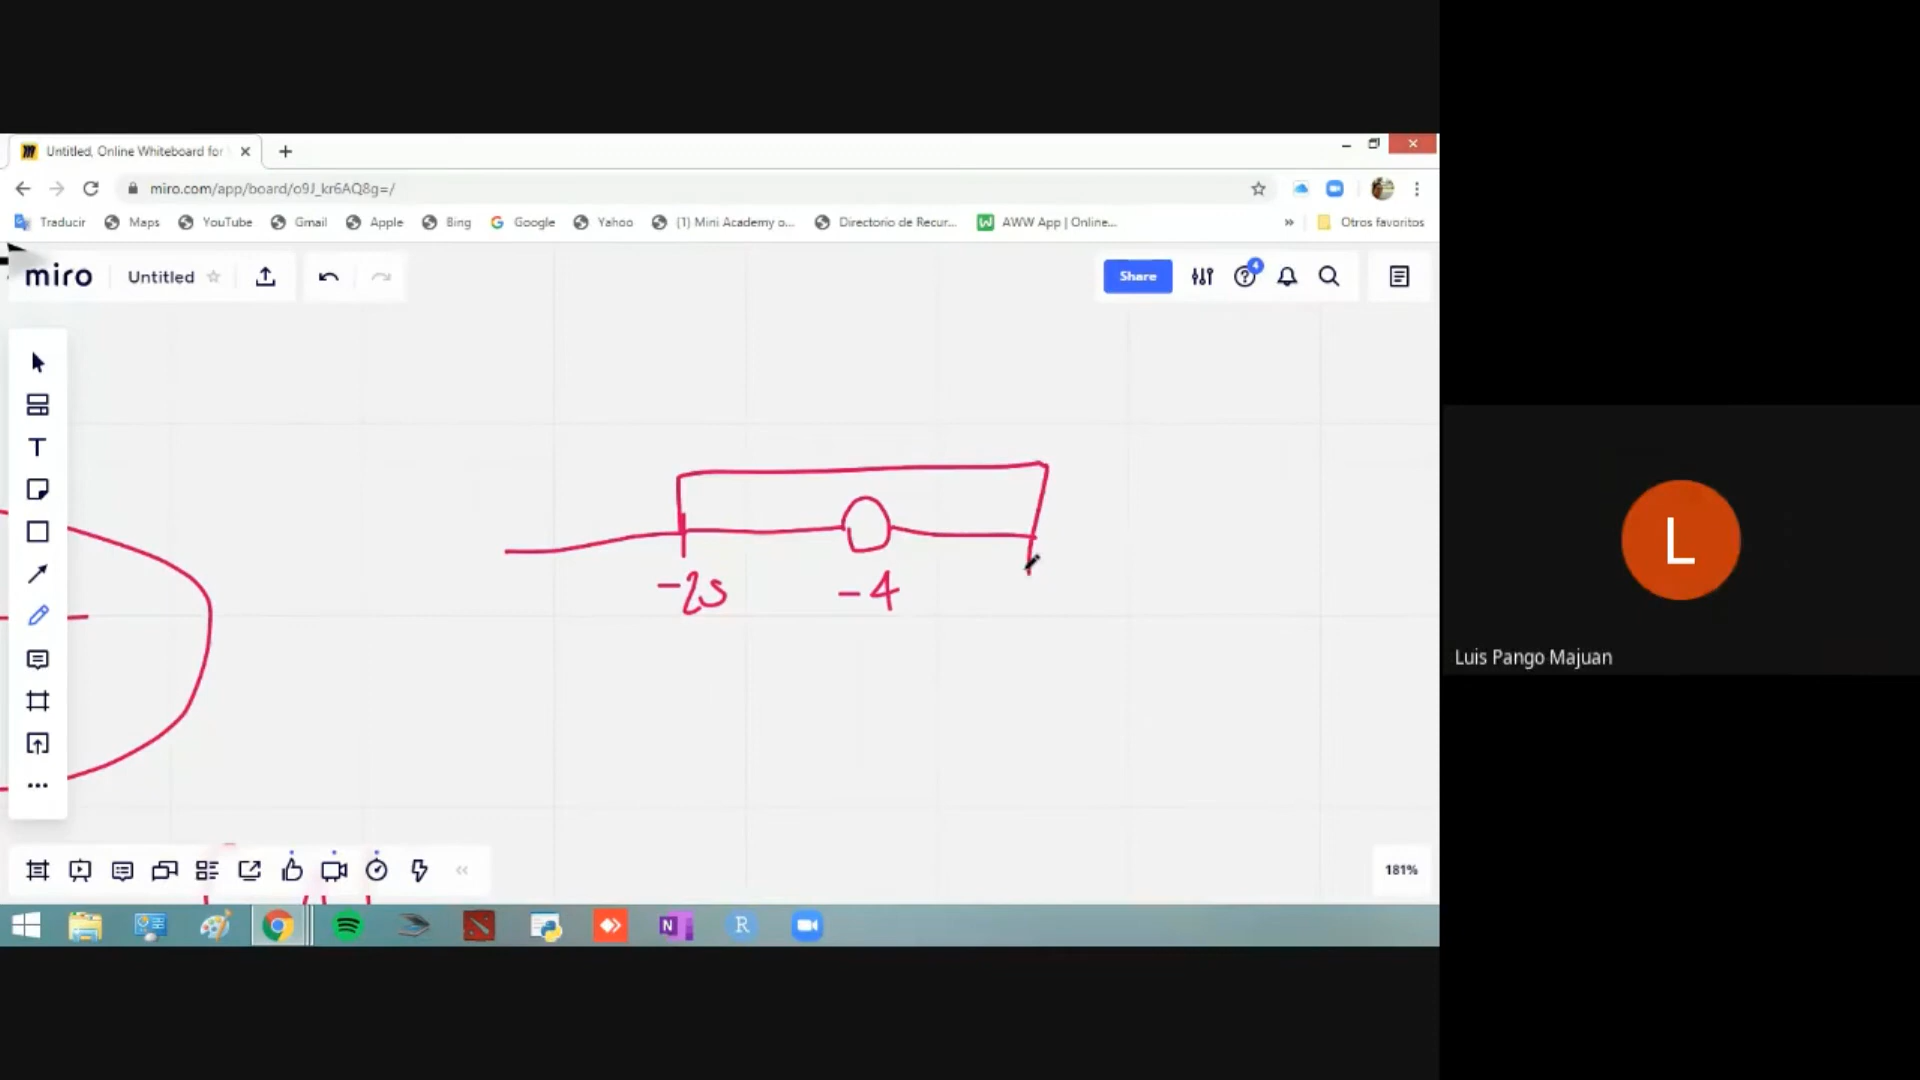 Untitled, Online Whiteboard for
miro.com/app/board/o9J_kr6AQ8g=/
Traducir Maps YouTube Gmail Apple Bing Google Yahoo (1) Mini Academy o... Directorio de Recur... AWW App | Online... » Otros favoritos
miro Untitled Share 4
T
-25 -4
L
Luis Pango Majuan
181%
N R